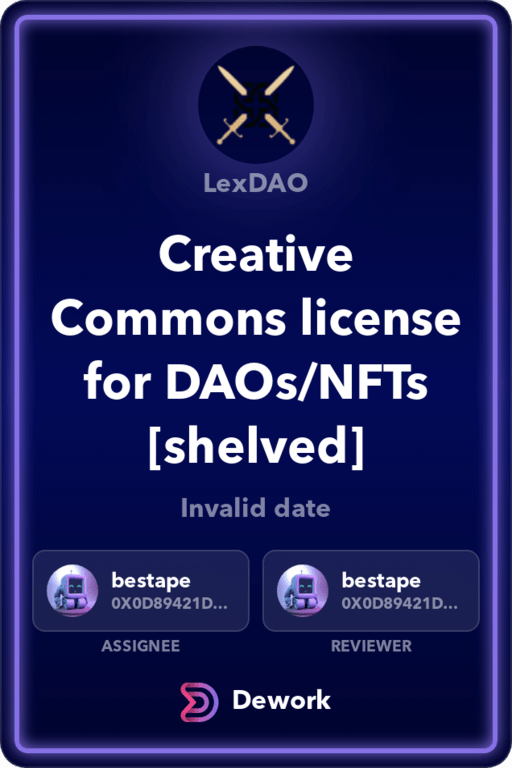 LexDAO
Creative
Commons license
for DAOs/NFTs
[shelved]
Invalid date
bestape
0X0D89421D...
ASSIGNEE
bestape
0X0D89421D...
REVIEWER
Dework